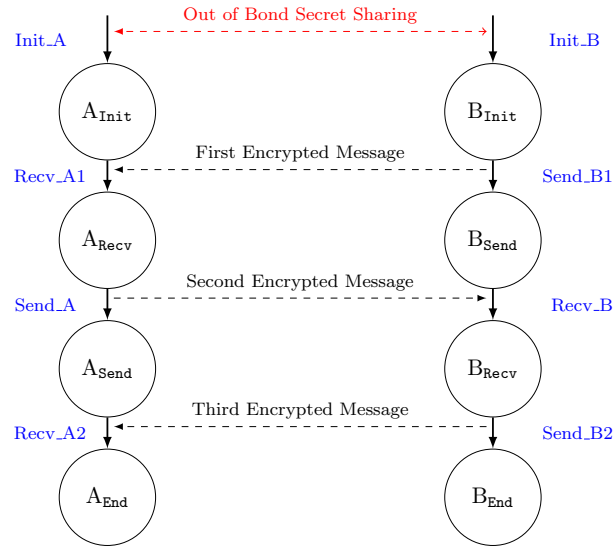 Out of Bond Secret Sharing
Init_A Init_B
A_Init B_Init
First Encrypted Message
Recv_A1 Send_B1
A_Recv B_Send
Second Encrypted Message
Send_A Recv_B
A_Send B_Recv
Third Encrypted Message
Recv_A2 Send_B2
A_End B_End